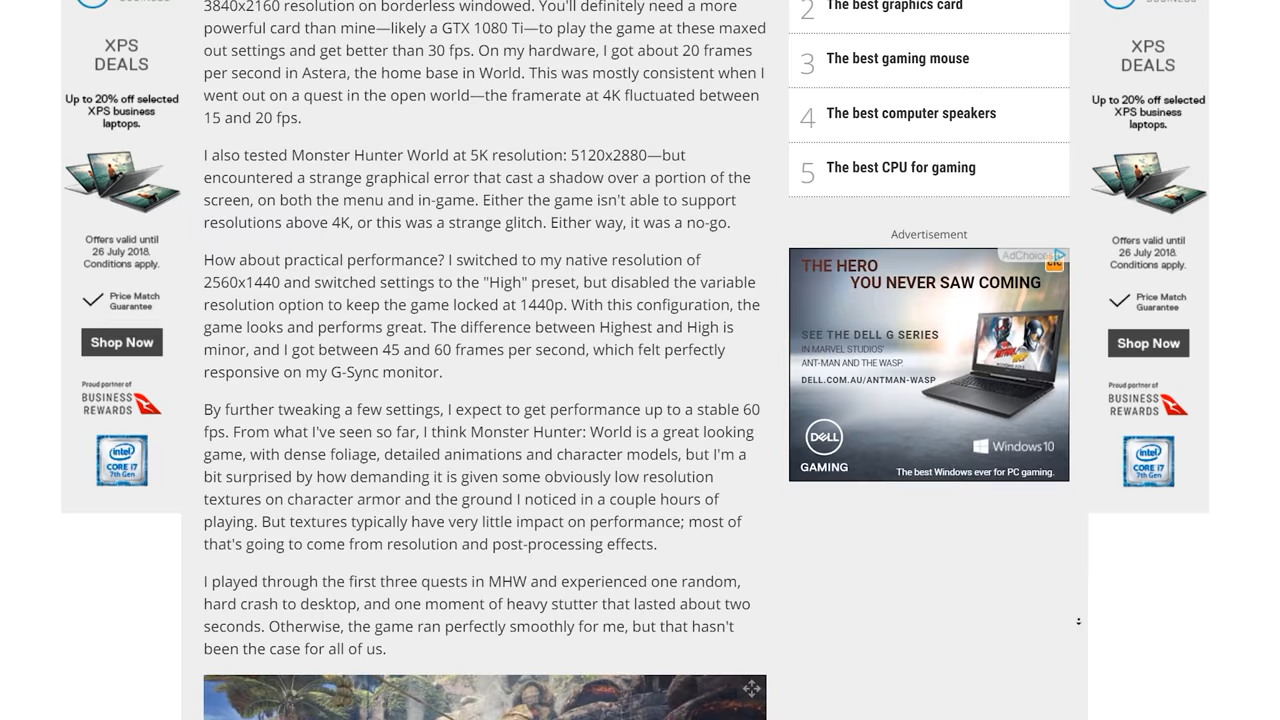 BUSINESS
XPS
DEALS
Up to 20% off selected
XPS business
laptops.
Offers valid until
26 July 2018.
Conditions apply.
Price Match
Guarantee
Shop Now
Proud partner of
BUSINESS
REWARDS
intel
CORE i7
7th Gen
3840x2160 resolution on borderless windowed. You'll definitely need a more
powerful card than mine—likely a GTX 1080 Ti—to play the game at these maxed
out settings and get better than 30 fps. On my hardware, I got about 20 frames
per second in Astera, the home base in World. This was mostly consistent when I
went out on a quest in the open world—the framerate at 4K fluctuated between
15 and 20 fps.
I also tested Monster Hunter World at 5K resolution: 5120x2880—but
encountered a strange graphical error that cast a shadow over a portion of the
screen, on both the menu and in-game. Either the game isn't able to support
resolutions above 4K, or this was a strange glitch. Either way, it was a no-go.
How about practical performance? I switched to my native resolution of
2560x1440 and switched settings to the "High" preset, but disabled the variable
resolution option to keep the game locked at 1440p. With this configuration, the
game looks and performs great. The difference between Highest and High is
minor, and I got between 45 and 60 frames per second, which felt perfectly
responsive on my G-Sync monitor.
By further tweaking a few settings, I expect to get performance up to a stable 60
fps. From what I've seen so far, I think Monster Hunter: World is a great looking
game, with dense foliage, detailed animations and character models, but I'm a
bit surprised by how demanding it is given some obviously low resolution
textures on character armor and the ground I noticed in a couple hours of
playing. But textures typically have very little impact on performance; most of
that's going to come from resolution and post-processing effects.
I played through the first three quests in MHW and experienced one random,
hard crash to desktop, and one moment of heavy stutter that lasted about two
seconds. Otherwise, the game ran perfectly smoothly for me, but that hasn't
been the case for all of us.
2 The best graphics card
3 The best gaming mouse
4 The best computer speakers
5 The best CPU for gaming
Advertisement
AdChoices
THE HERO
YOU NEVER SAW COMING
SEE THE DELL G SERIES
IN MARVEL STUDIOS'
ANT-MAN AND THE WASP.
DELL.COM.AU/ANTMAN-WASP
DELL
GAMING
Windows 10
The best Windows ever for PC gaming.
BUSINESS
XPS
DEALS
Up to 20% off selected
XPS business
laptops.
Offers valid until
26 July 2018.
Conditions apply.
Price Match
Guarantee
Shop Now
Proud partner of
BUSINESS
REWARDS
intel
CORE i7
7th Gen